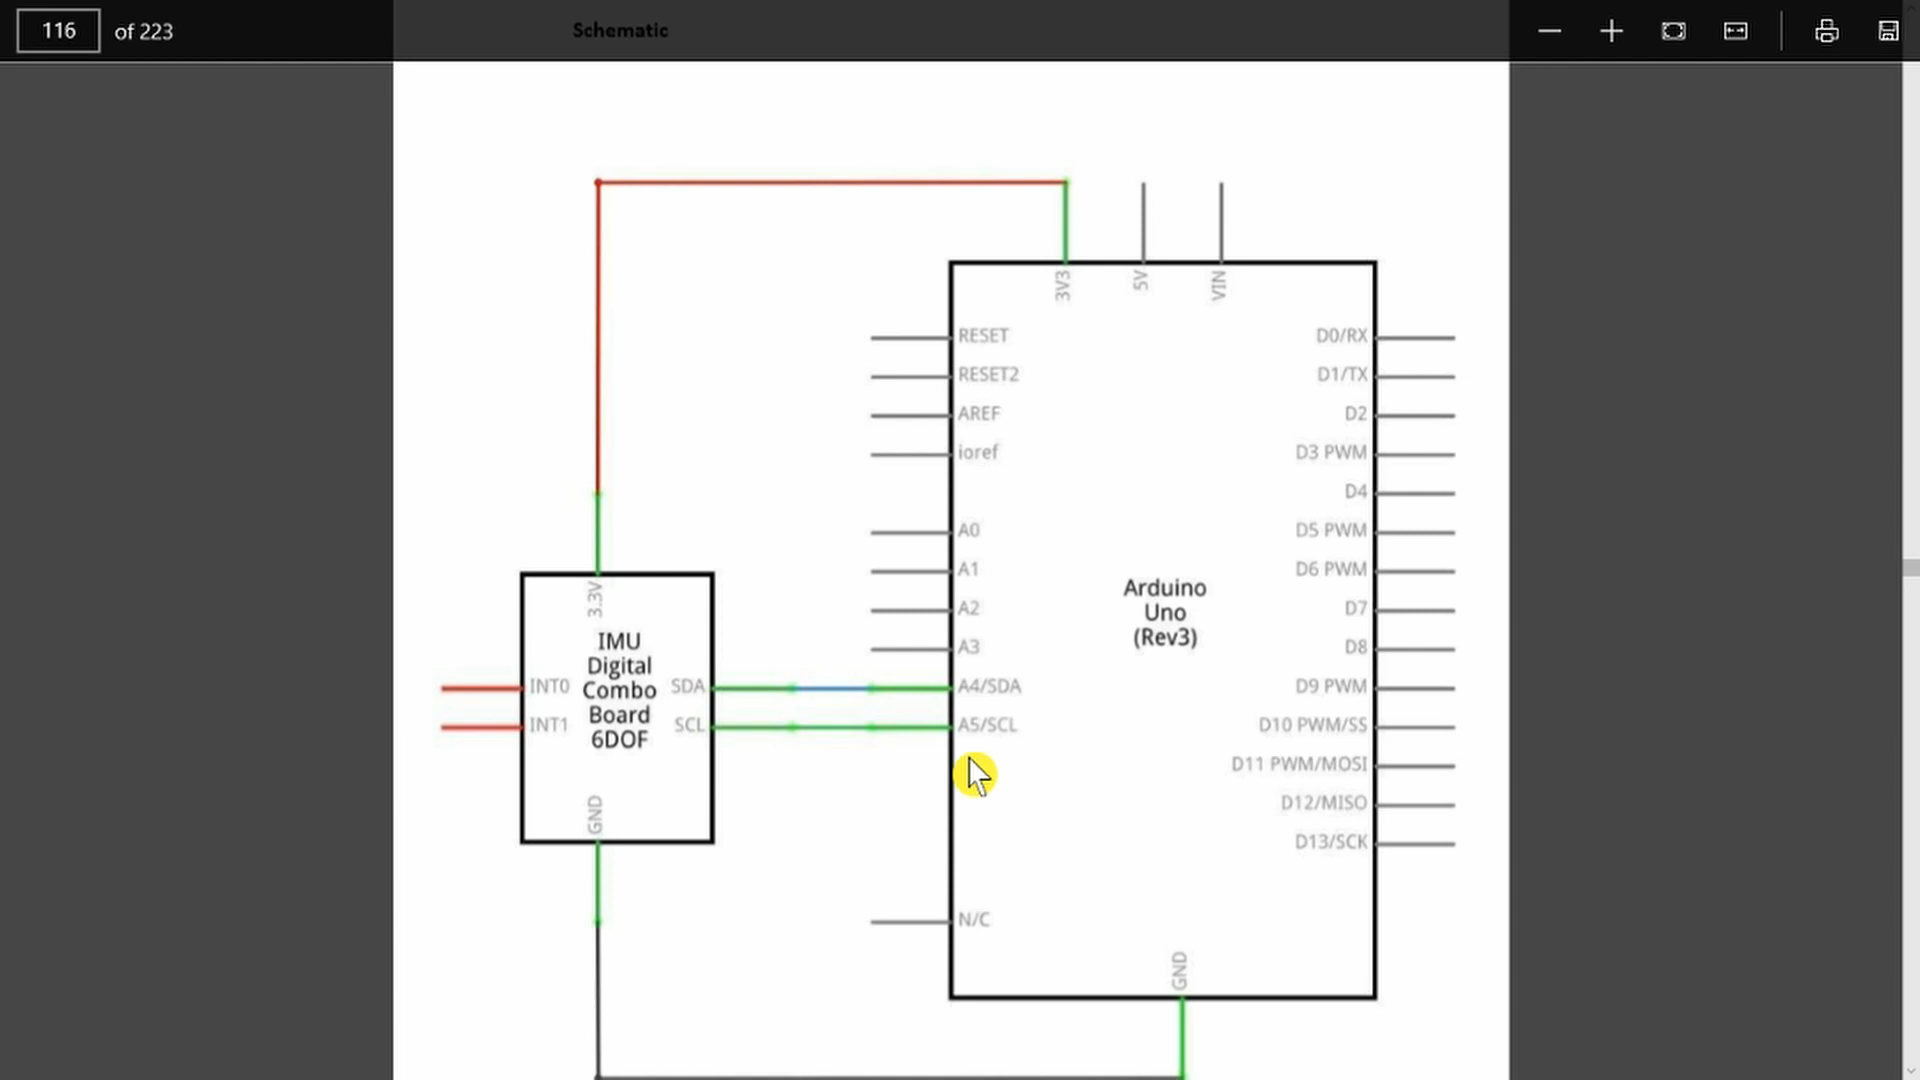 116 of 223
Schematic
3V3
5V
VIN
RESET
D0/RX
RESET2
D1/TX
AREF
D2
ioref
D3 PWM
D4
A0
D5 PWM
A1
D6 PWM
Arduino
Uno
(Rev3)
A2
D7
A3
D8
3.3V
IMU
Digital
Combo
Board
6DOF
INT0
SDA
A4/SDA
D9 PWM
INT1
SCL
A5/SCL
D10 PWM/SS
D11 PWM/MOSI
D12/MISO
GND
D13/SCK
N/C
GND